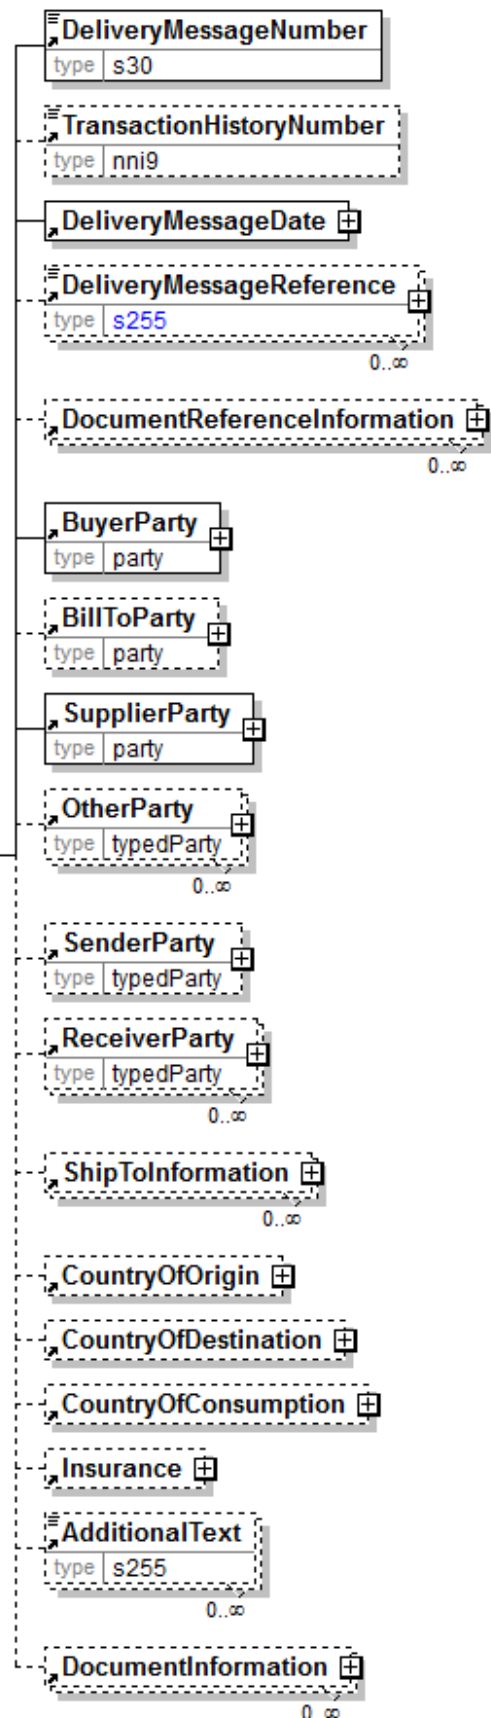 DeliveryMessageNumber
type s30
TransactionHistoryNumber
type nni9
DeliveryMessageDate
DeliveryMessageReference
type s255
0..∞
DocumentReferenceInformation
0..∞
BuyerParty
type party
BillToParty
type party
SupplierParty
type party
OtherParty
type typedParty
0..∞
SenderParty
type typedParty
ReceiverParty
type typedParty
0..∞
ShipToInformation
0..∞
CountryOfOrigin
CountryOfDestination
CountryOfConsumption
Insurance
AdditionalText
type s255
0..∞
DocumentInformation
0..∞